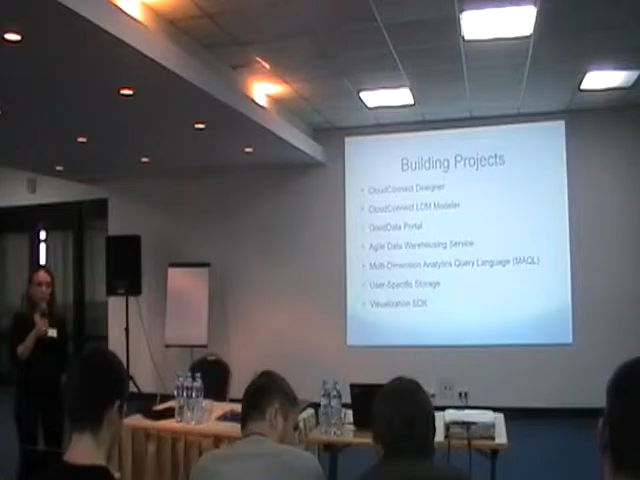 Building Projects
CloudConnect Designer
CloudConnect LDM Modeler
GoodData Portal
Agile Data Warehousing Service
Multi-Dimension Analytics Query Language (MAQL)
User-Specific Storage
Visualization SDK